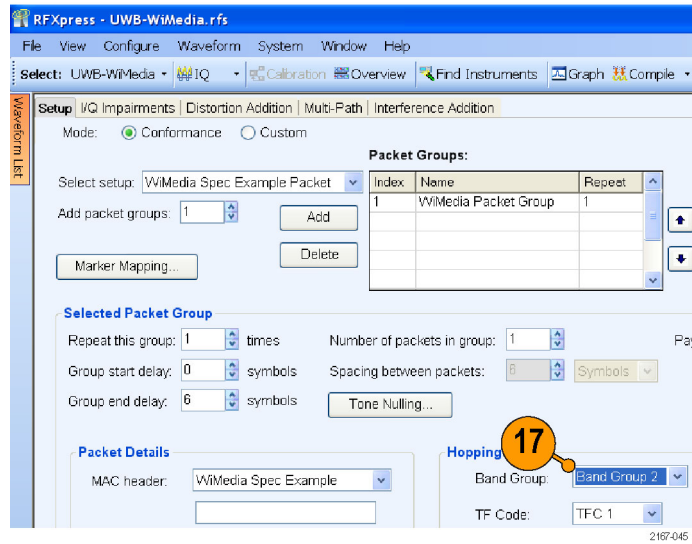 RFXpress - UWB-WiMedia.rfs
File View Configure Waveform System Window Help
Select: UWB-WiMedia IQ Calibration Overview Find Instruments Graph Compile
Waveform List
Setup I/Q Impairments Distortion Addition Multi-Path Interference Addition
Mode: Conformance Custom
Packet Groups:
Select setup: WiMedia Spec Example Packet
Index Name Repeat
1 WiMedia Packet Group 1
Add packet groups: 1 Add
Delete
Marker Mapping...
Selected Packet Group
Repeat this group: 1 times Number of packets in group: 1
Group start delay: 0 symbols Spacing between packets: 6 Symbols
Group end delay: 6 symbols Tone Nulling...
Packet Details Hopping
17
MAC header: WiMedia Spec Example Band Group: Band Group 2
TF Code: TFC 1
2167-045